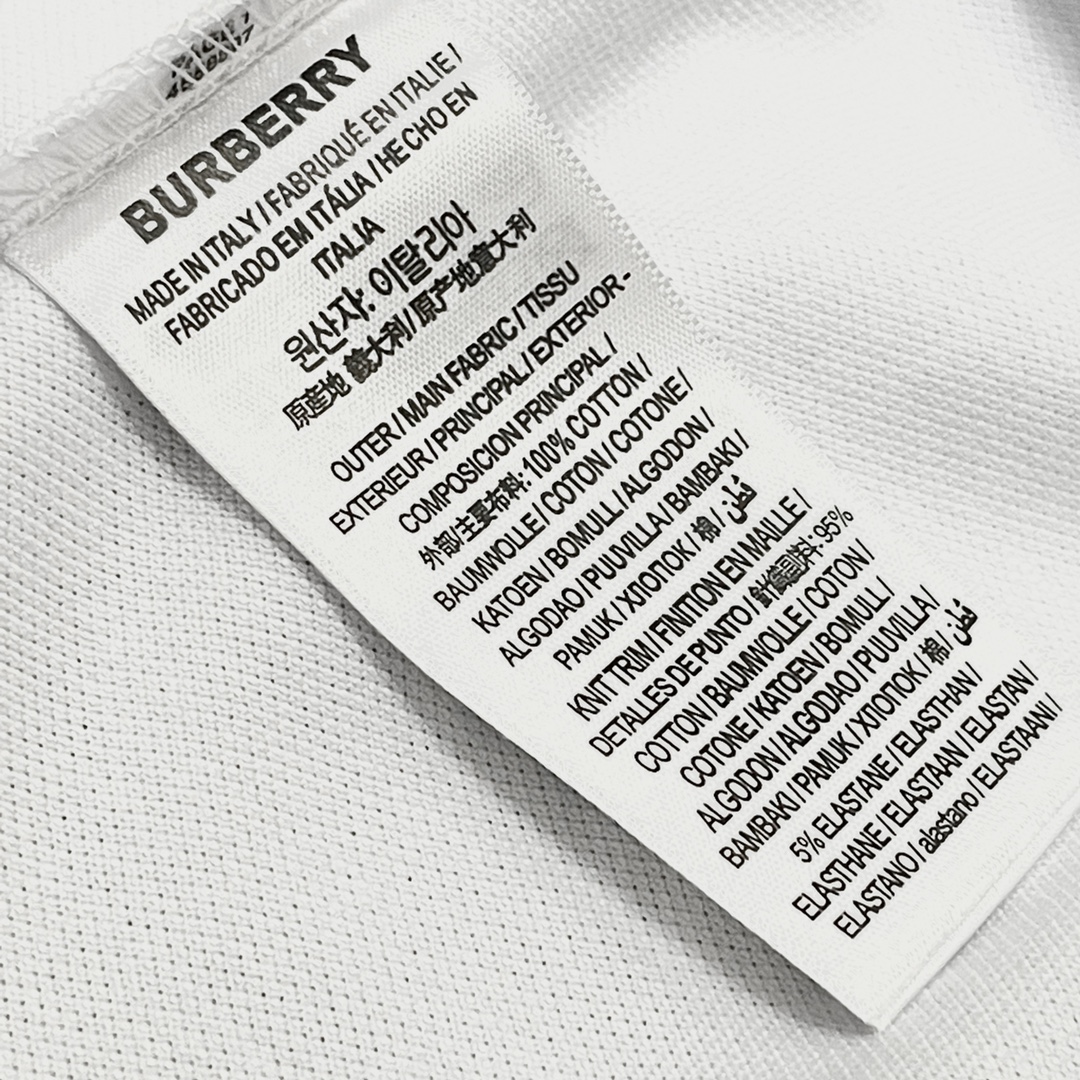 BURBERRY
MADE IN ITALY / FABRIQUÉ EN ITALIE /
FABRICADO EM ITÁLIA / HECHO EN
ITALIA
원산지: 이탈리아
原産地 義大利 / 原产地意大利
OUTER / MAIN FABRIC / TISSU
EXTERIEUR / PRINCIPAL / EXTERIOR -
COMPOSICION PRINCIPAL /
外部/主要布料: 100% COTTON /
BAUMWOLLE / COTON / COTONE /
KATOEN / BOMULL / ALGODON /
ALGODAO / PUUVILLA / BAMBAKI /
PAMUK / ХЛОПОК / 棉 / قطن
KNIT TRIM / FINITION EN MAILLE /
DETALLES DE PUNTO / 95%
COTTON / BAUMWOLLE / COTON /
COTONE / KATOEN / BOMULL /
ALGODON / ALGODAO / PUUVILLA /
BAMBAKI / PAMUK / ХЛОПОК / 棉 / قطن
5% ELASTANE / ELASTHAN /
ELASTHANE / ELASTAAN / ELASTAN /
ELASTANO / alastano / ELASTAANI /